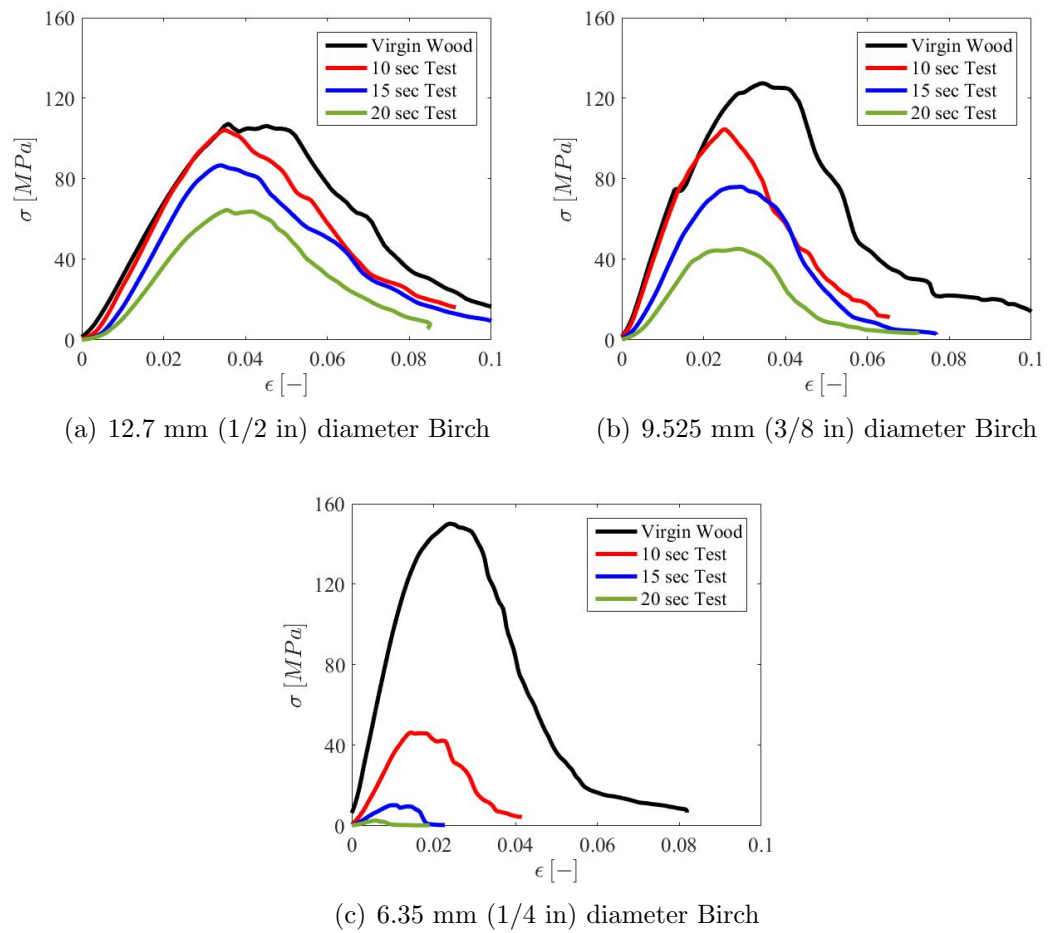 160
120
80
40
0
σ [MPa]
Virgin Wood
10 sec Test
15 sec Test
20 sec Test
0 0.02 0.04 0.06 0.08 0.1
ϵ [−]
(a) 12.7 mm (1/2 in) diameter Birch
160
120
80
40
0
σ [MPa]
Virgin Wood
10 sec Test
15 sec Test
20 sec Test
0 0.02 0.04 0.06 0.08 0.1
ϵ [−]
(b) 9.525 mm (3/8 in) diameter Birch
160
120
80
40
0
σ [MPa]
Virgin Wood
10 sec Test
15 sec Test
20 sec Test
0 0.02 0.04 0.06 0.08 0.1
ϵ [−]
(c) 6.35 mm (1/4 in) diameter Birch